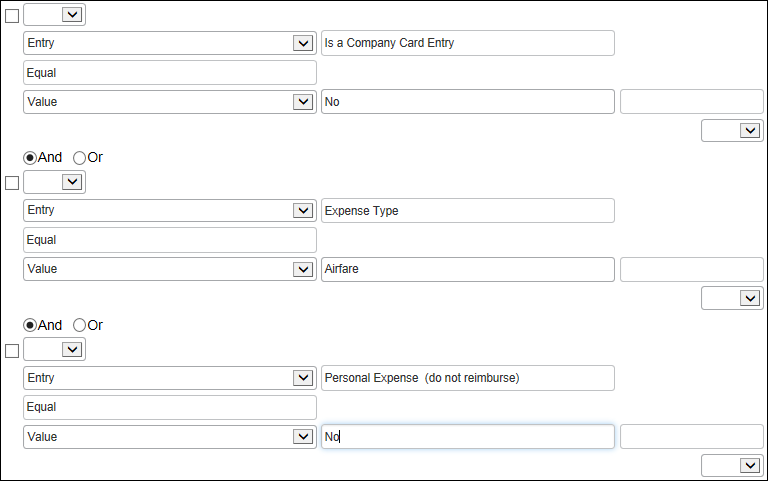 Entry Is a Company Card Entry
Equal
Value No
And Or
Entry Expense Type
Equal
Value Airfare
And Or
Entry Personal Expense (do not reimburse)
Equal
Value No